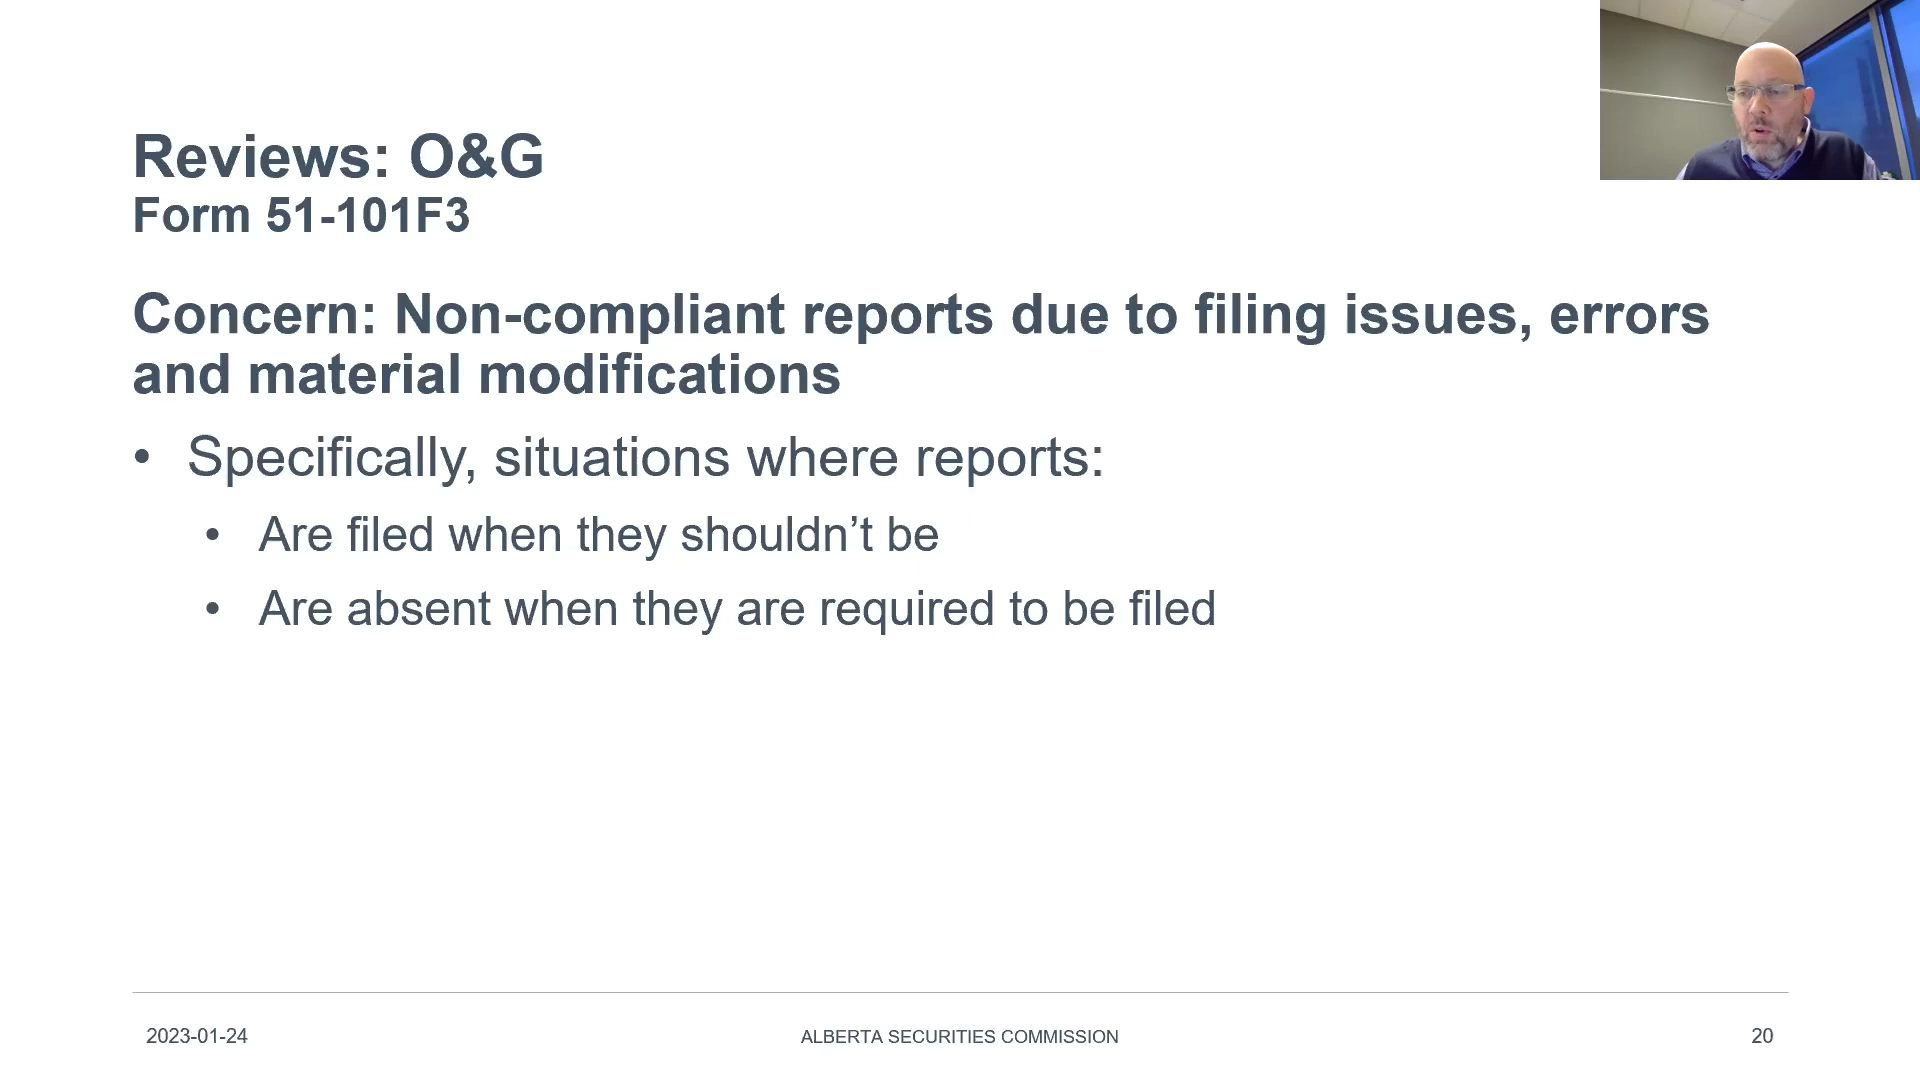 Reviews: O&G
Form 51-101F3
Concern: Non-compliant reports due to filing issues, errors
and material modifications
• Specifically, situations where reports:
• Are filed when they shouldn’t be
• Are absent when they are required to be filed
2023-01-24
ALBERTA SECURITIES COMMISSION
20